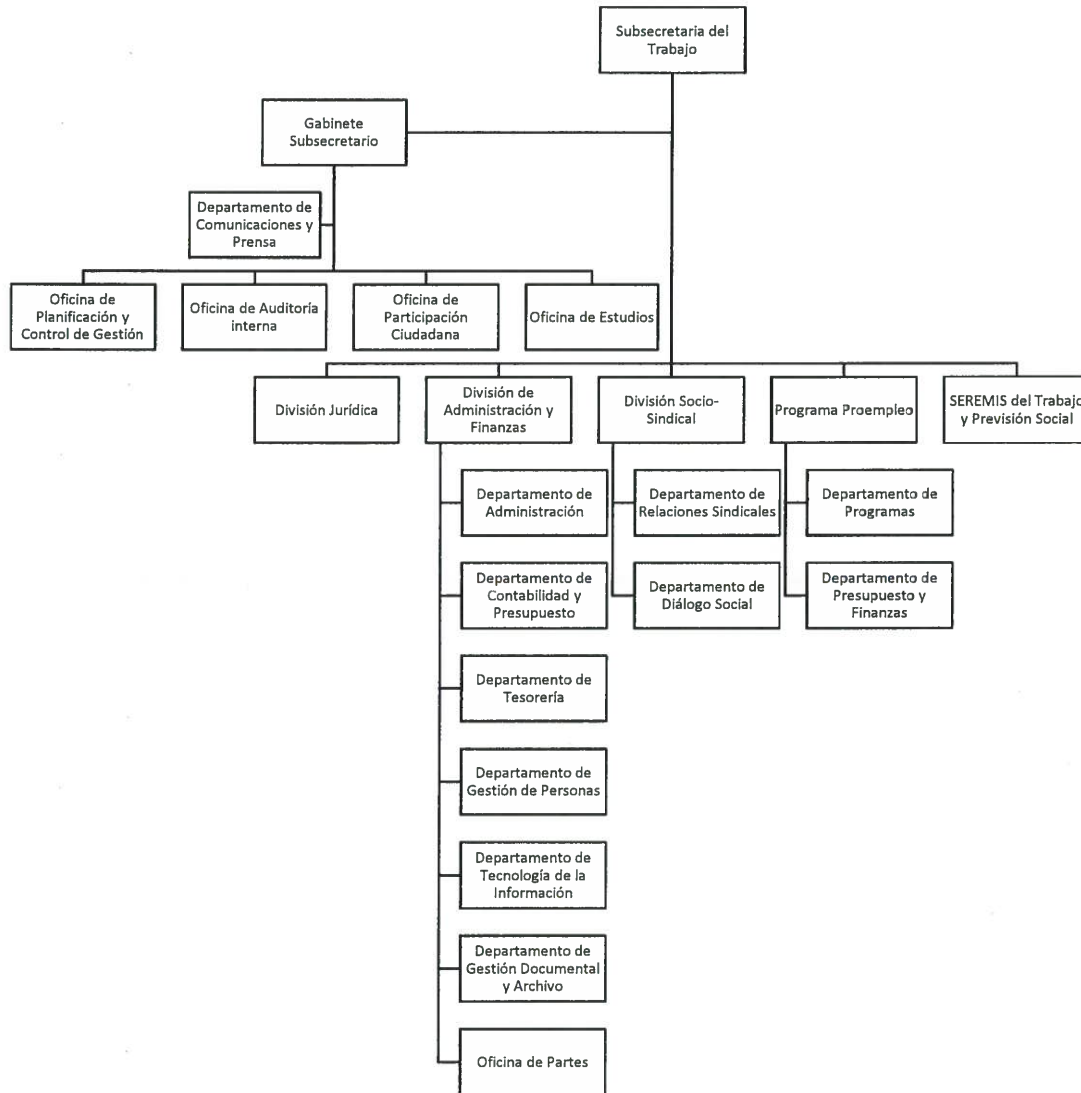 Subsecretaria del
Trabajo
Gabinete
Subsecretario
Departamento de
Comunicaciones y
Prensa
Oficina de
Planificación y
Control de Gestión
Oficina de Auditoría
interna
Oficina de
Participación
Ciudadana
Oficina de Estudios
División Jurídica
División de
Administración y
Finanzas
División Socio-
Sindical
Programa Proempleo
SEREMIS del Trabajo
y Previsión Social
Departamento de
Administración
Departamento de
Relaciones Sindicales
Departamento de
Programas
Departamento de
Contabilidad y
Presupuesto
Departamento de
Diálogo Social
Departamento de
Presupuesto y
Finanzas
Departamento de
Tesorería
Departamento de
Gestión de Personas
Departamento de
Tecnología de la
Información
Departamento de
Gestión Documental
y Archivo
Oficina de Partes